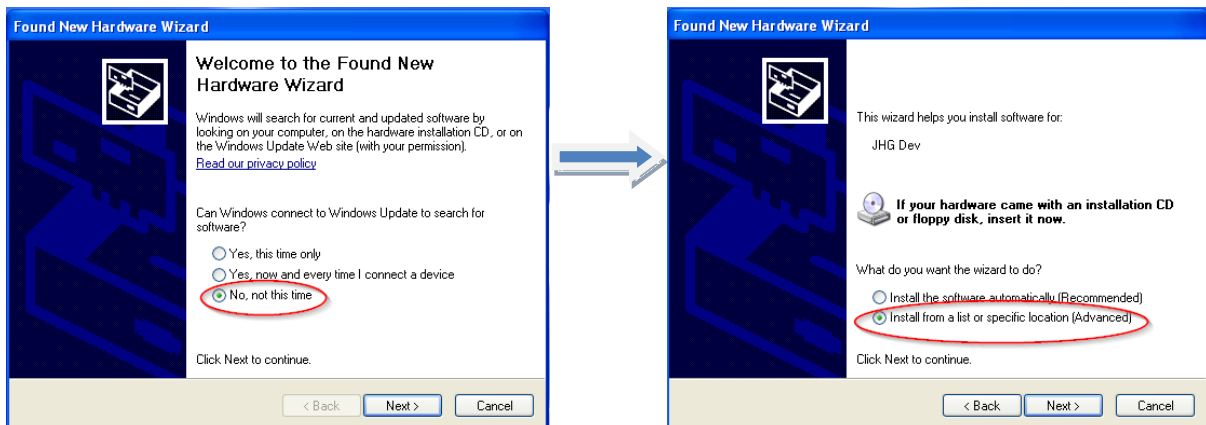 Found New Hardware Wizard
Welcome to the Found New
Hardware Wizard
Windows will search for current and updated software by
looking on your computer, on the hardware installation CD, or on
the Windows Update Web site (with your permission).
Read our privacy policy
Can Windows connect to Windows Update to search for
software?
Yes, this time only
Yes, now and every time I connect a device
No, not this time
Click Next to continue.
< Back Next > Cancel
Found New Hardware Wizard
This wizard helps you install software for:
JHG Dev
If your hardware came with an installation CD
or floppy disk, insert it now.
What do you want the wizard to do?
Install the software automatically (Recommended)
Install from a list or specific location (Advanced)
Click Next to continue.
< Back Next > Cancel